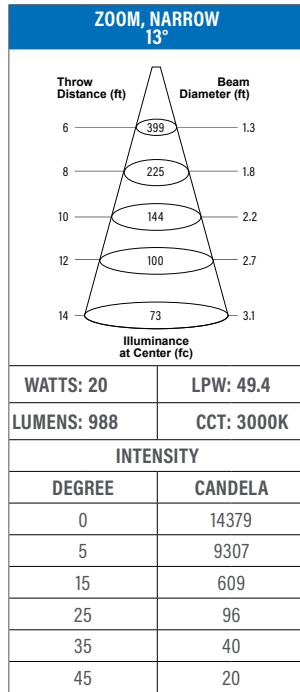 ZOOM, NARROW
13°
Throw Beam
Distance (ft) Diameter (ft)
6 399 1.3
8 225 1.8
10 144 2.2
12 100 2.7
14 73 3.1
Illuminance
at Center (fc)
WATTS: 20 LPW: 49.4
LUMENS: 988 CCT: 3000K
INTENSITY
DEGREE CANDELA
0 14379
5 9307
15 609
25 96
35 40
45 20